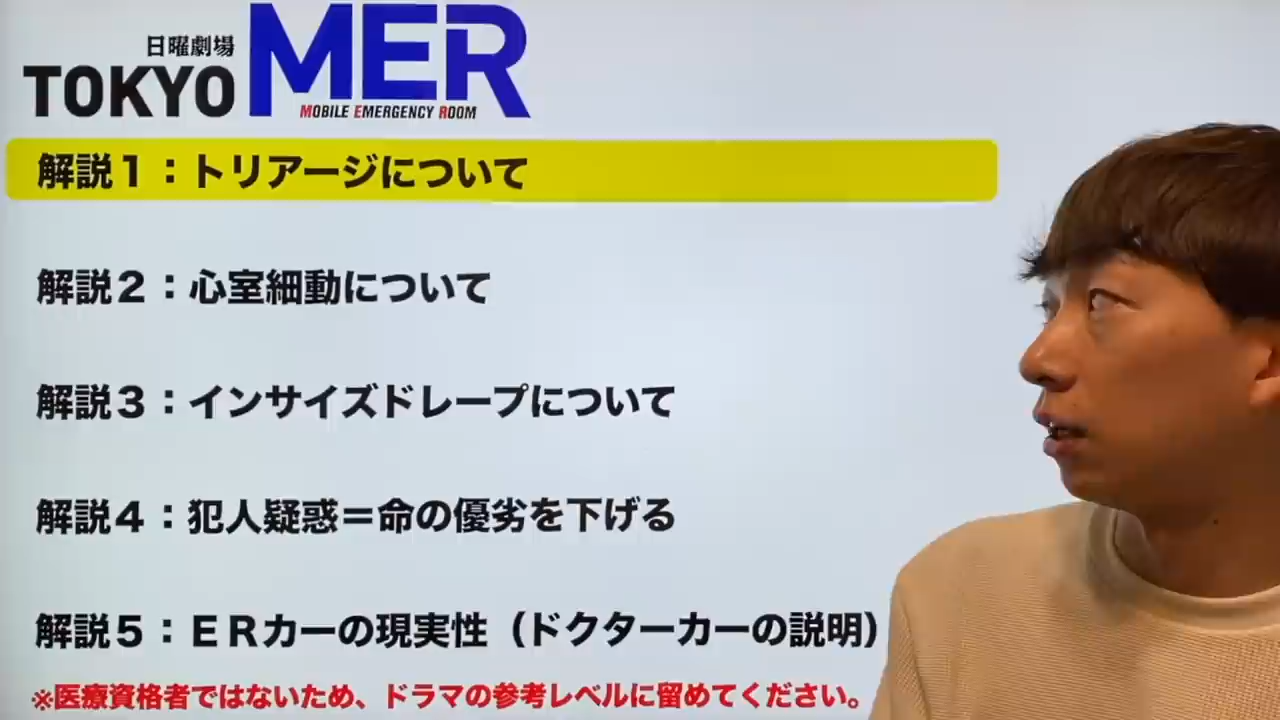 日曜劇場
TOKYO MER
MOBILE EMERGENCY ROOM
解説１：トリアージについて
解説２：心室細動について
解説３：インサイズドレープについて
解説４：犯人疑惑＝命の優劣を下げる
解説５：ＥＲカーの現実性（ドクターカーの説明）
※医療資格者ではないため、ドラマの参考レベルに留めてください。